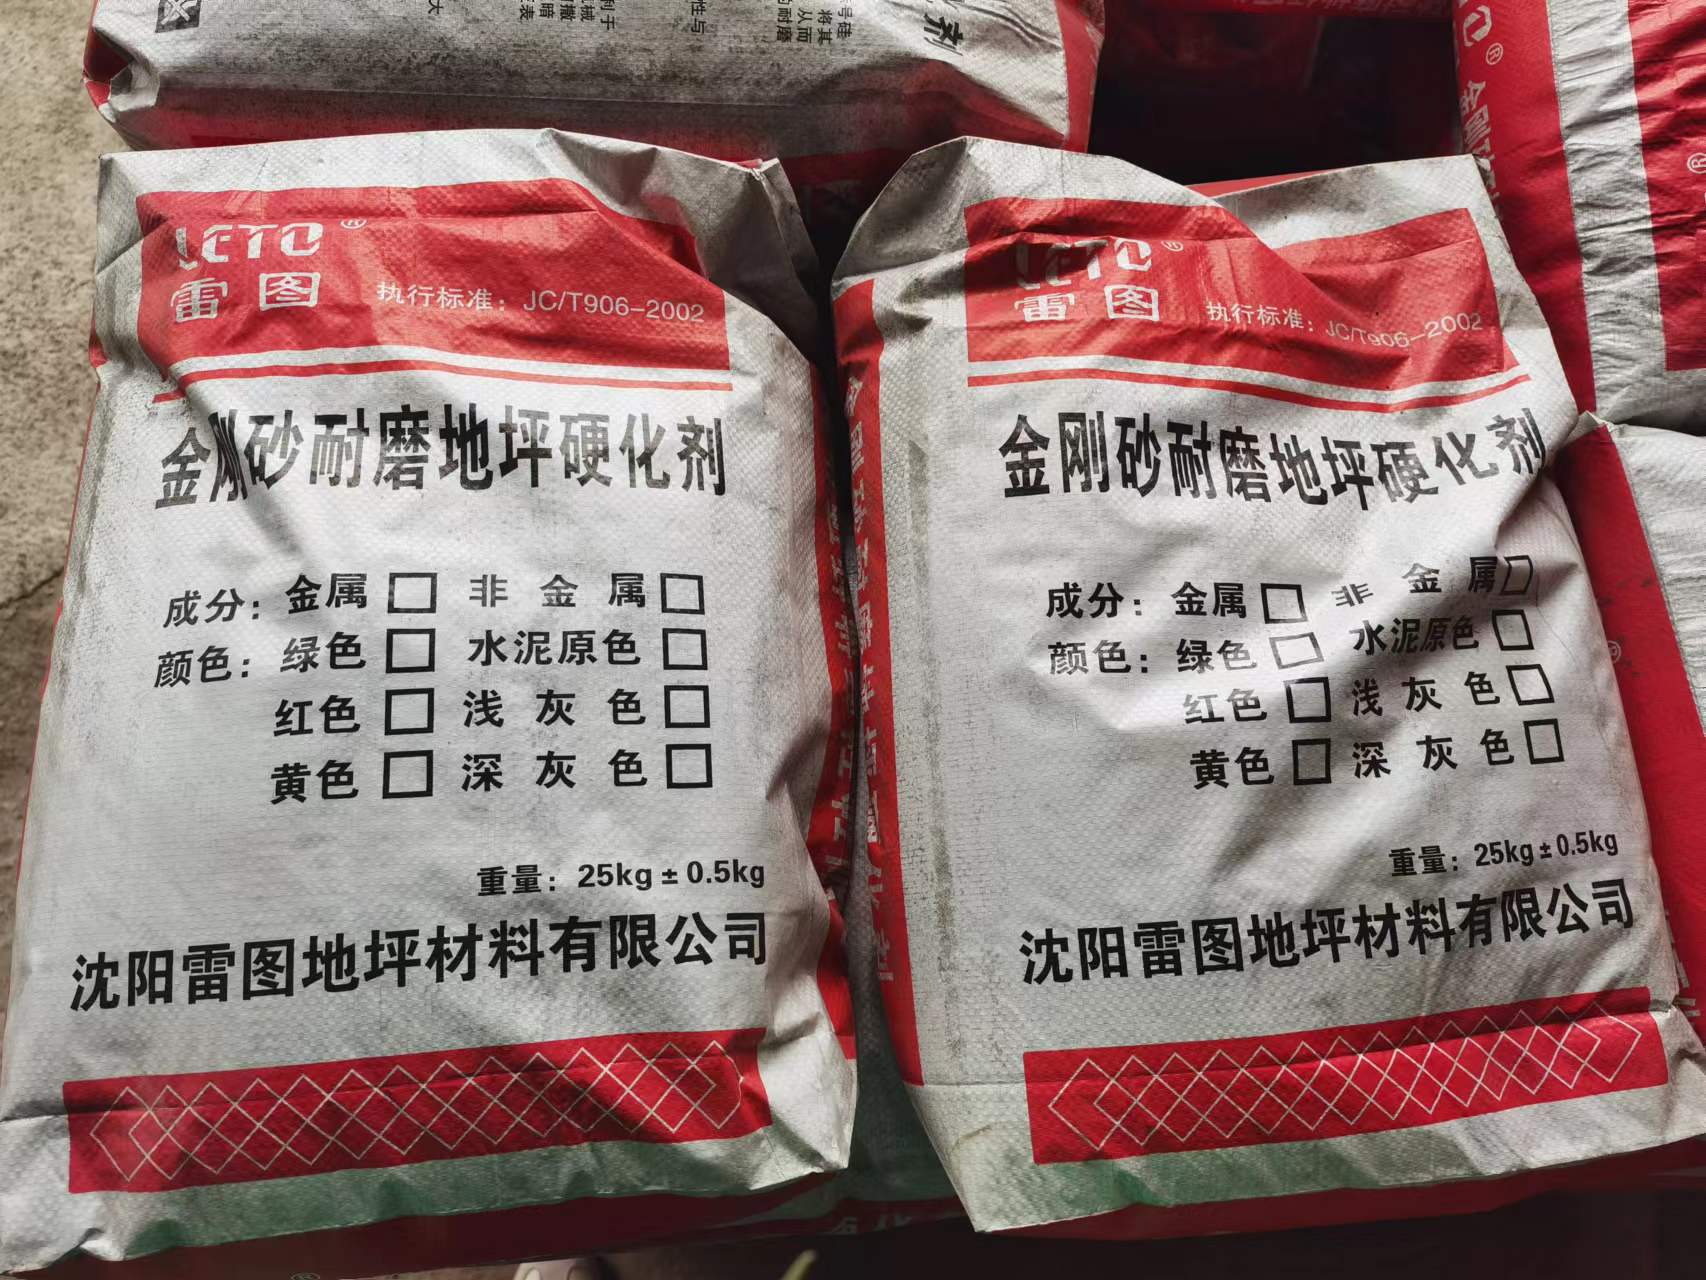 剂
LETO®
雷图
执行标准：JC/T906-2002
金刚砂耐磨地坪硬化剂
成分：金属□ 非金属□
颜色：绿色□ 水泥原色□
红色□ 浅灰色□
黄色□ 深灰色□
重量：25kg±0.5kg
沈阳雷图地坪材料有限公司
LETO®
雷图
执行标准：JC/T906-2002
金刚砂耐磨地坪硬化剂
成分：金属□ 非金属□
颜色：绿色□ 水泥原色□
红色□ 浅灰色□
黄色□ 深灰色□
重量：25kg±0.5kg
沈阳雷图地坪材料有限公司